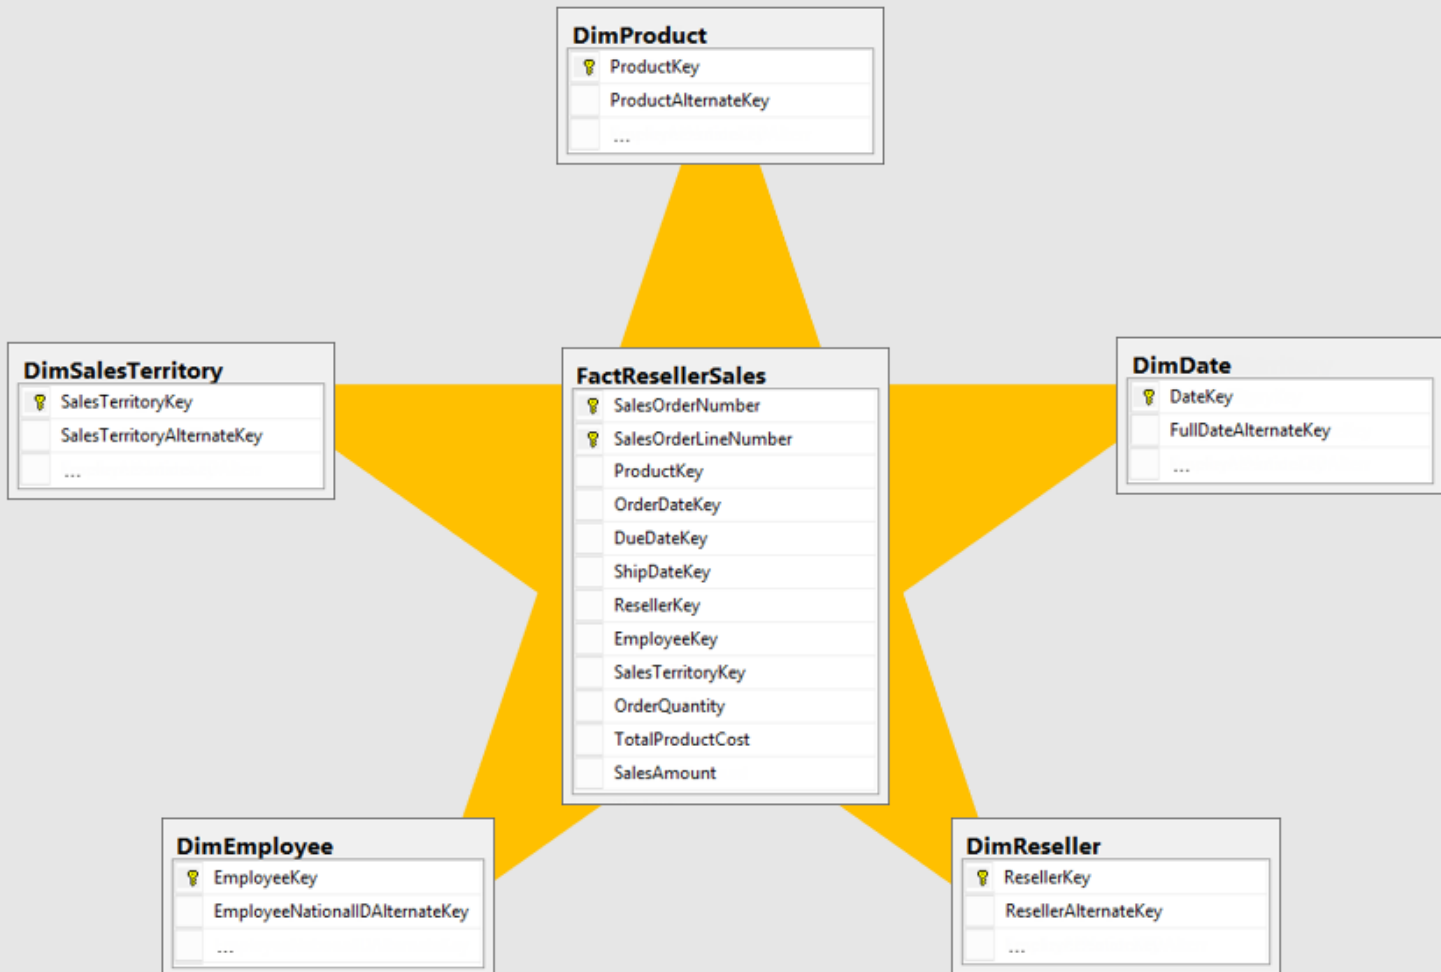 DimProduct
ProductKey
ProductAlternateKey
...
DimSalesTerritory
SalesTerritoryKey
SalesTerritoryAlternateKey
...
FactResellerSales
SalesOrderNumber
SalesOrderLineNumber
ProductKey
OrderDateKey
DueDateKey
ShipDateKey
ResellerKey
EmployeeKey
SalesTerritoryKey
OrderQuantity
TotalProductCost
SalesAmount
DimDate
DateKey
FullDateAlternateKey
...
DimEmployee
EmployeeKey
EmployeeNationalIDAlternateKey
...
DimReseller
ResellerKey
ResellerAlternateKey
...